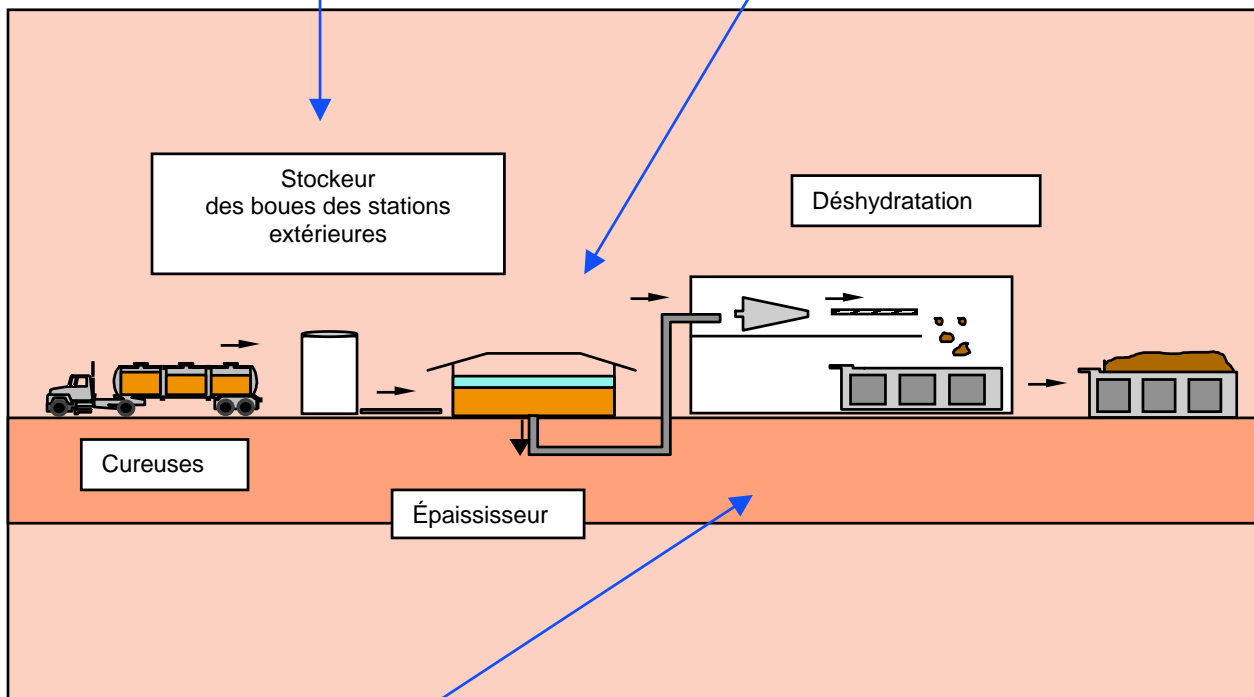 Stockeur
des boues des stations
extérieures
Déshydratation
Cureuses
Épaississeur